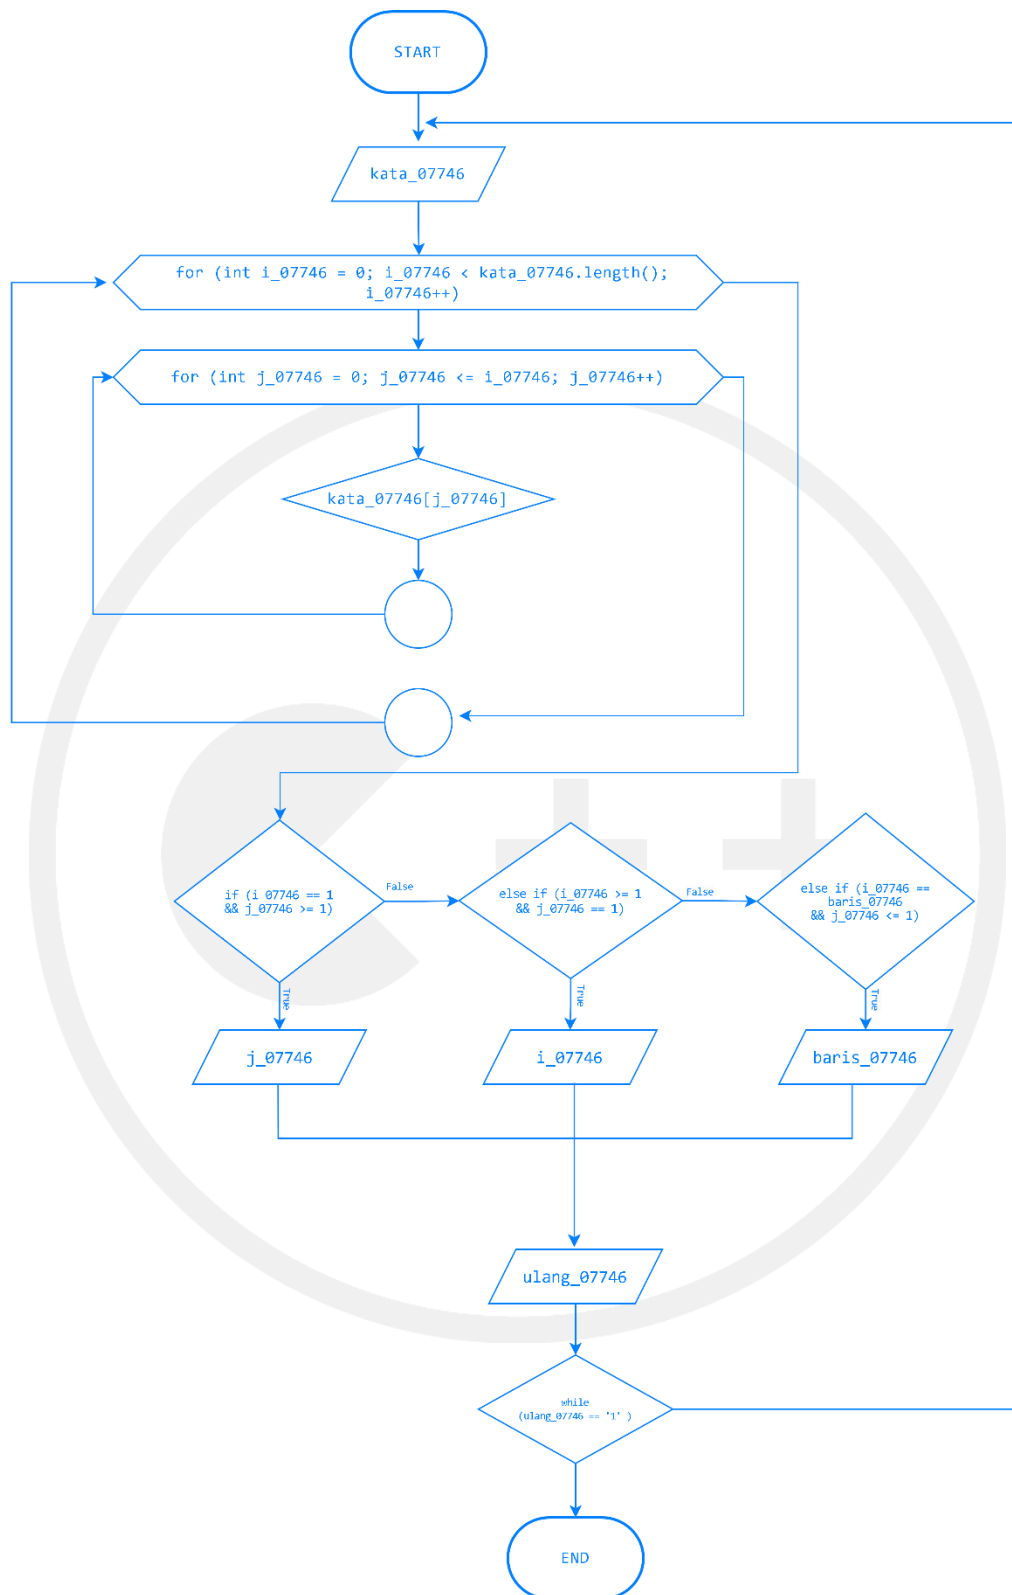 START
kata_07746
for (int i_07746 = 0; i_07746 < kata_07746.length();
i_07746++)
for (int j_07746 = 0; j_07746 <= i_07746; j_07746++)
kata_07746[j_07746]
if (i_07746 == 1
&& j_07746 >= 1)
False
else if (i_07746 >= 1
&& j_07746 == 1)
False
else if (i_07746 ==
baris_07746
&& j_07746 <= 1)
True
True
True
j_07746
i_07746
baris_07746
ulang_07746
while
(ulang_07746 == '1' )
END
C++